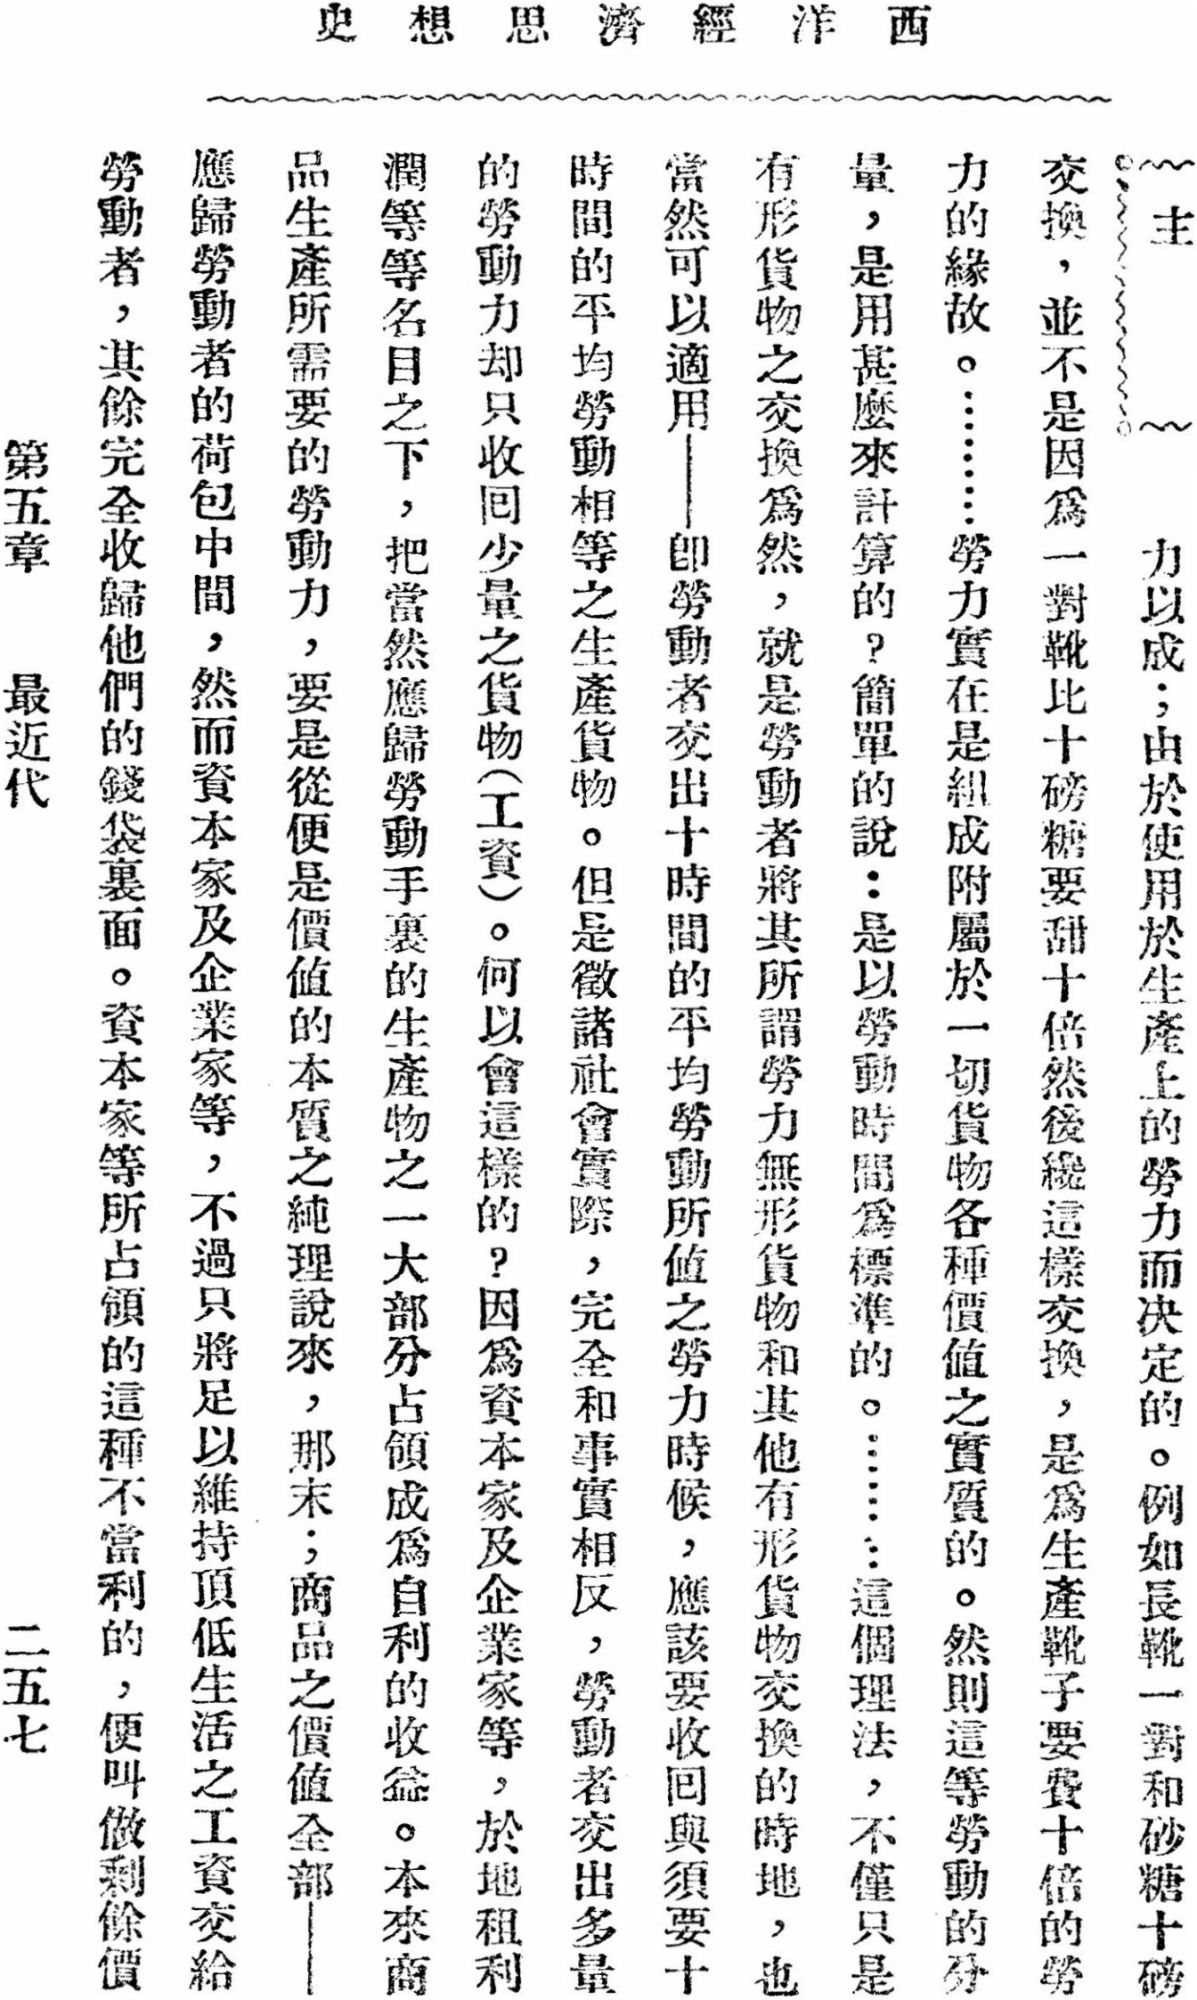 西洋經濟思想史
主
力以成；由於使用於生產上的勞力而決定的。例如長靴一對和砂糖十磅
交換，並不是因爲一對靴比十磅糖要甜十倍然後纔這樣交換，是爲生產靴子要費十倍的勞
力的緣故。………勞力實在是組成附屬於一切貨物各種價值之實質的。然則這等勞動的分
量，是用甚麼來計算的？簡單的說：是以勞動時間爲標準的。………這個理法，不僅只是
有形貨物之交換爲然，就是勞動者將其所謂勞力無形貨物和其他有形貨物交換的時地，也
當然可以適用——卽勞動者交出十時間的平均勞動所値之勞力時候，應該要收囘與須要十
時間的平均勞動相等之生產貨物。但是徵諸社會實際，完全和事實相反，勞動者交出多量
的勞動力却只收囘少量之貨物（工資）。何以會這樣的？因爲資本家及企業家等，於地租利
潤等等名目之下，把當然應歸勞動手裏的生產物之一大部分占領成爲自利的收益。本來商
品生產所需要的勞動力，要是從便是價値的本質之純理說來，那末；商品之價値全部——
應歸勞動者的荷包中間，然而資本家及企業家等，不過只將足以維持頂低生活之工資交給
勞動者，其餘完全收歸他們的錢袋裏面。資本家等所占領的這種不當利的，便叫做剩餘價
第五章　最近代　二五七